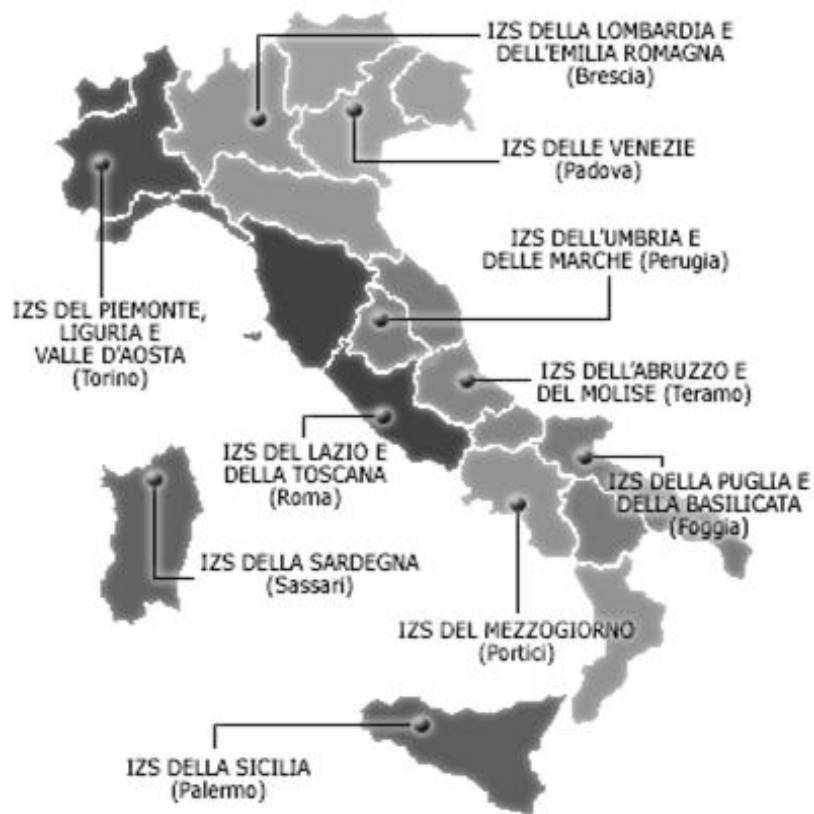 IZS DELLA LOMBARDIA E
DELL'EMILIA ROMAGNA
(Brescia)
IZS DELLE VENEZIE
(Padova)
IZS DELL'UMBRIA E
DELLE MARCHE (Perugia)
IZS DEL PIEMONTE,
LIGURIA E
VALLE D'AOSTA
(Torino)
IZS DELL'ABRUZZO E
DEL MOLISE (Teramo)
IZS DEL LAZIO E
DELLA TOSCANA
(Roma)
IZS DELLA PUGLIA E
DELLA BASILICATA
(Foggia)
IZS DELLA SARDEGNA
(Sassari)
IZS DEL MEZZOGIORNO
(Portici)
IZS DELLA SICILIA
(Palermo)